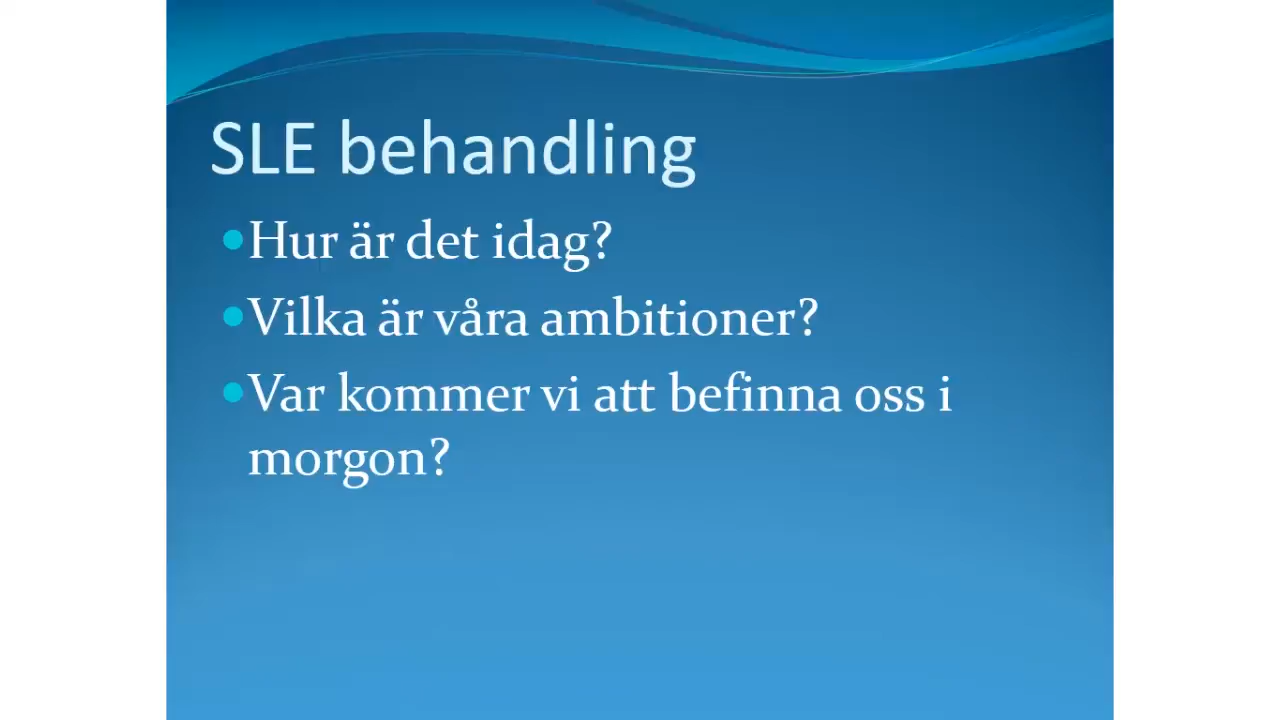 SLE behandling
•Hur är det idag?
•Vilka är våra ambitioner?
•Var kommer vi att befinna oss i
morgon?